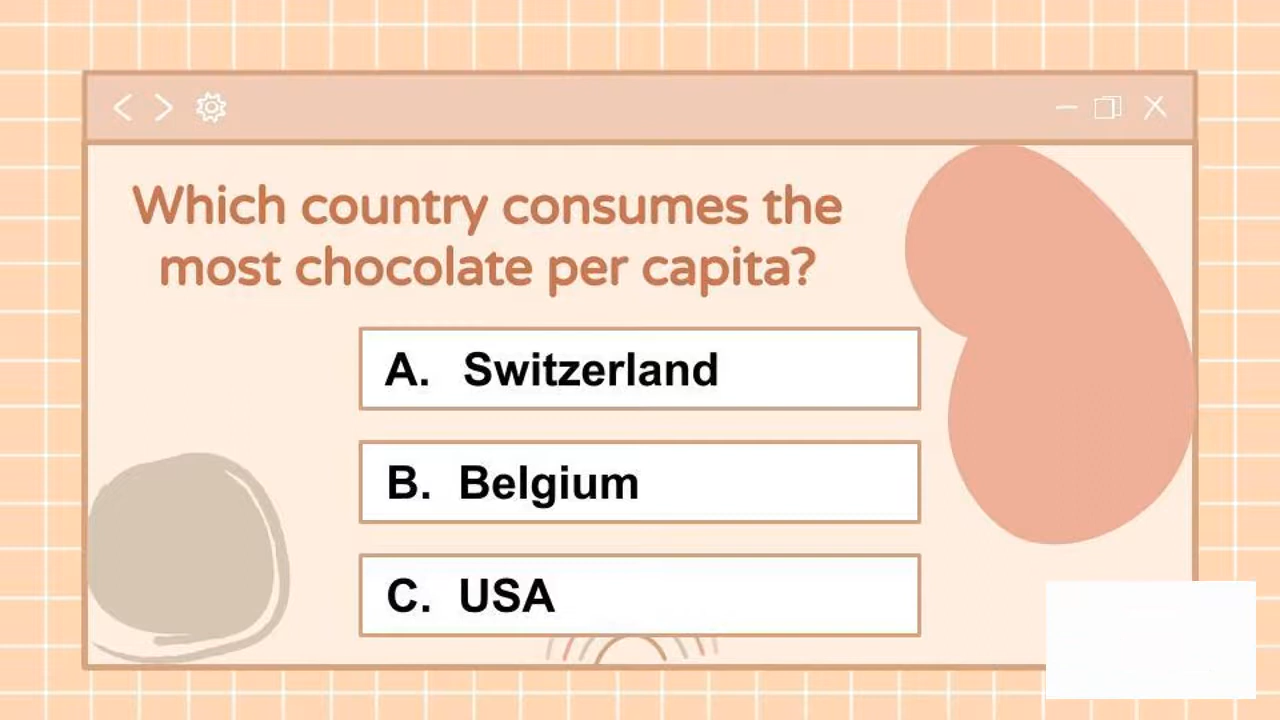 Which country consumes the
most chocolate per capita?
A. Switzerland
B. Belgium
C. USA